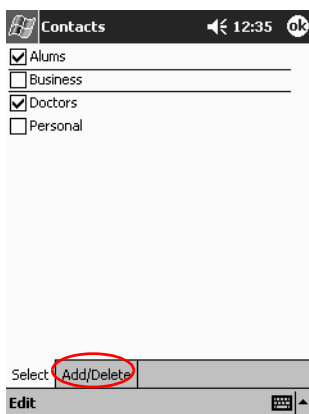 Contacts 12:35 ok
Alums
Business
Doctors
Personal
Select Add/Delete
Edit